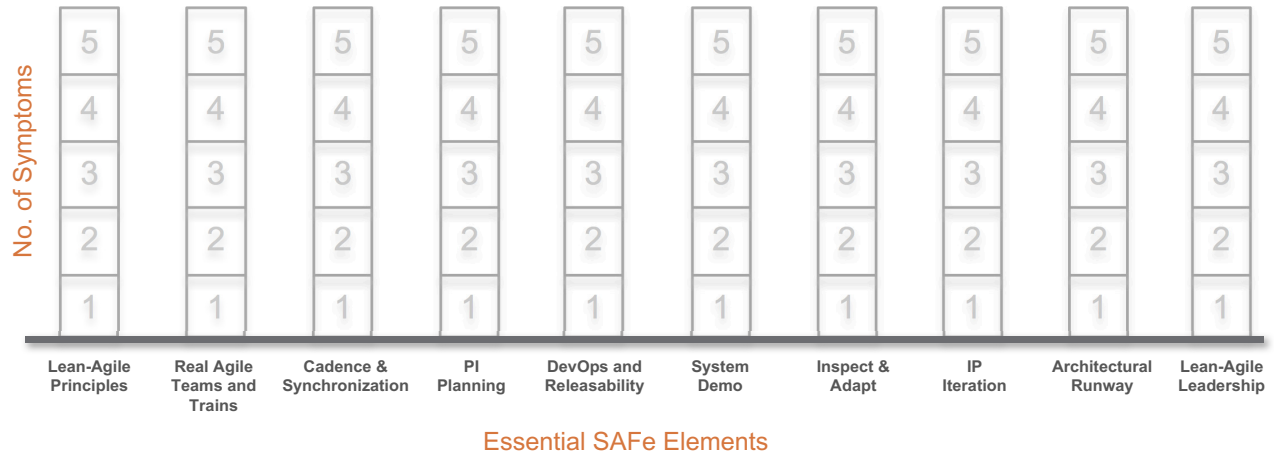 No. of Symptoms
5 5 5 5 5 5 5 5 5 5
4 4 4 4 4 4 4 4 4 4
3 3 3 3 3 3 3 3 3 3
2 2 2 2 2 2 2 2 2 2
1 1 1 1 1 1 1 1 1 1
Lean-Agile
Principles
Real Agile
Teams and
Trains
Cadence &
Synchronization
PI
Planning
DevOps and
Releasability
System
Demo
Inspect &
Adapt
IP
Iteration
Architectural
Runway
Lean-Agile
Leadership
Essential SAFe Elements